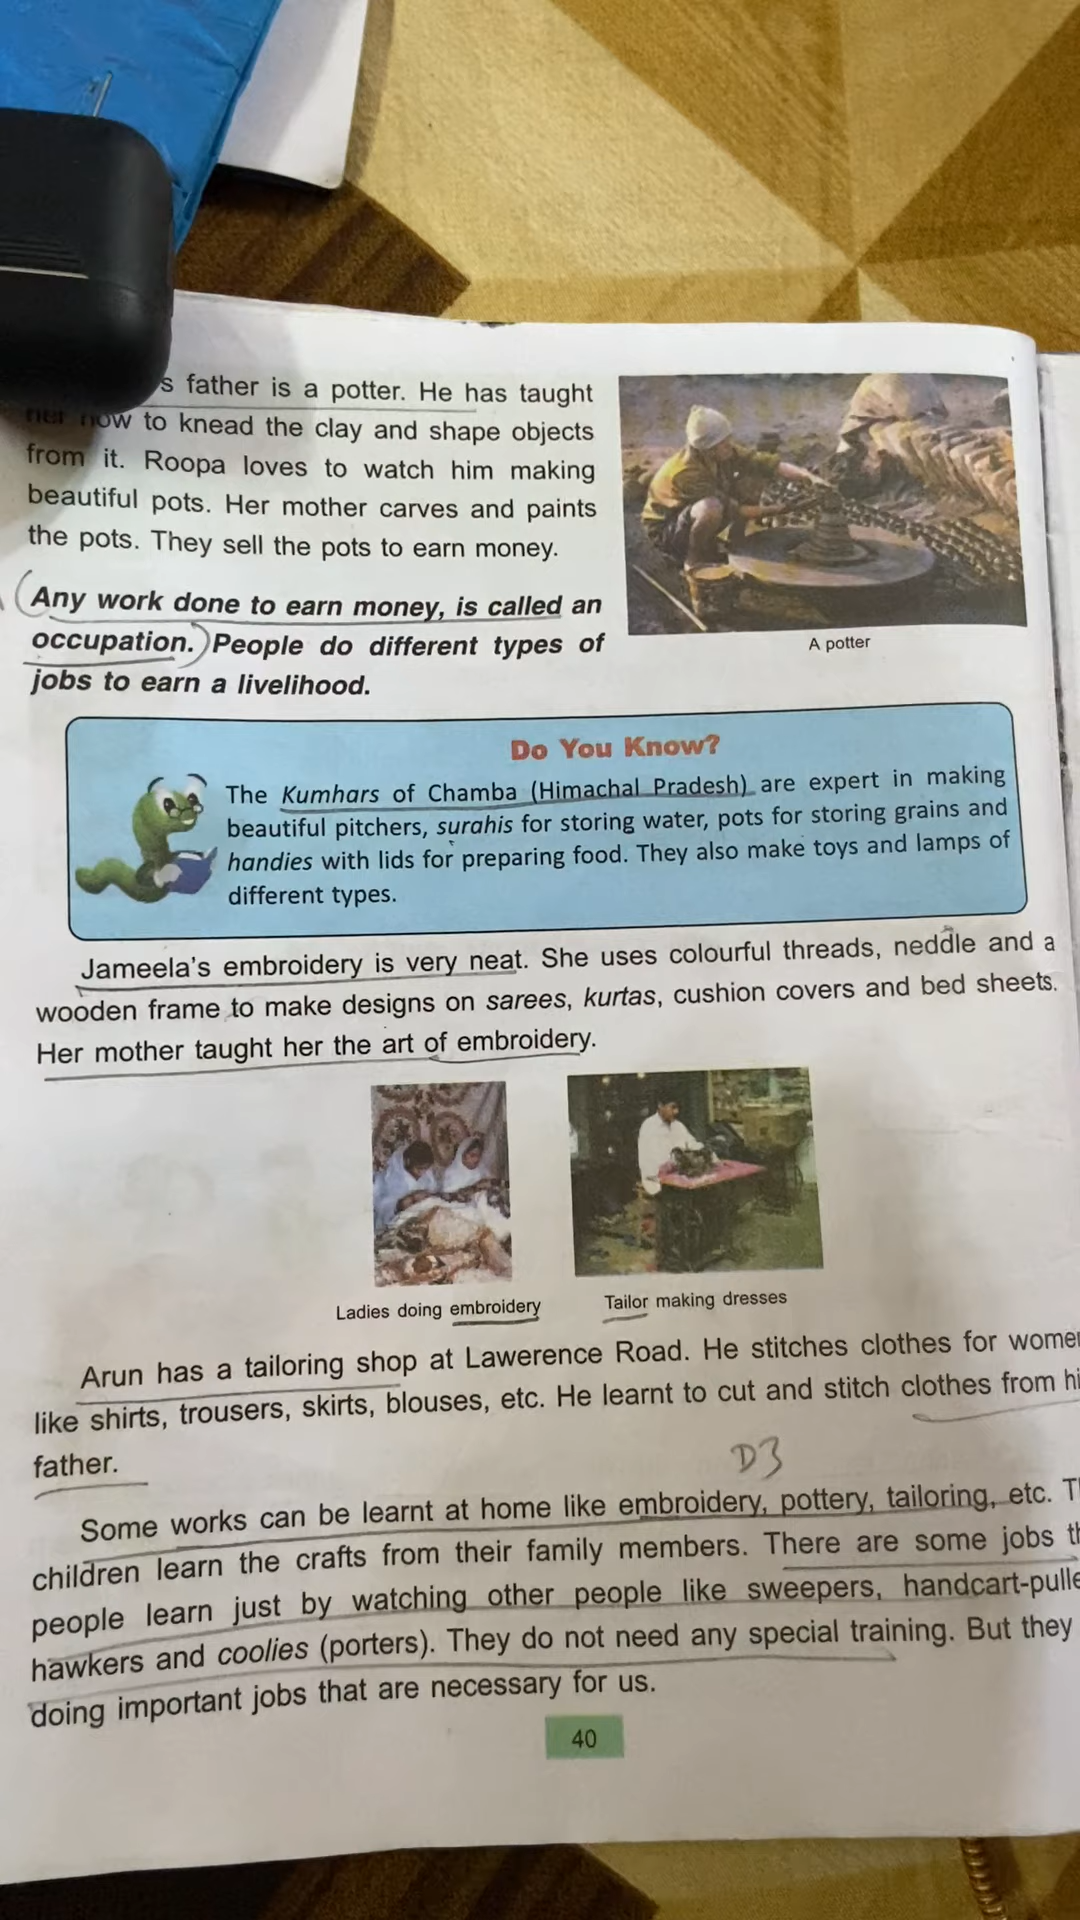 s father is a potter. He has taught
how to knead the clay and shape objects
from it. Roopa loves to watch him making
beautiful pots. Her mother carves and paints
the pots. They sell the pots to earn money.
A potter
Any work done to earn money, is called an
occupation. People do different types of
jobs to earn a livelihood.
Do You Know?
The Kumhars of Chamba (Himachal Pradesh) are expert in making
beautiful pitchers, surahis for storing water, pots for storing grains and
handies with lids for preparing food. They also make toys and lamps of
different types.
Jameela's embroidery is very neat. She uses colourful threads, neddle and a
wooden frame to make designs on sarees, kurtas, cushion covers and bed sheets.
Her mother taught her the art of embroidery.
Ladies doing embroidery
Tailor making dresses
Arun has a tailoring shop at Lawerence Road. He stitches clothes for
like shirts, trousers, skirts, blouses, etc. He learnt to cut and stitch clothes from
father.
D3
Some works can be learnt at home like embroidery, pottery, tailoring, etc.
children learn the crafts from their family members. There are some jobs
people learn just by watching other people like sweepers,
hawkers and coolies (porters). They do not need any special training. But they
doing important jobs that are necessary for us.
40